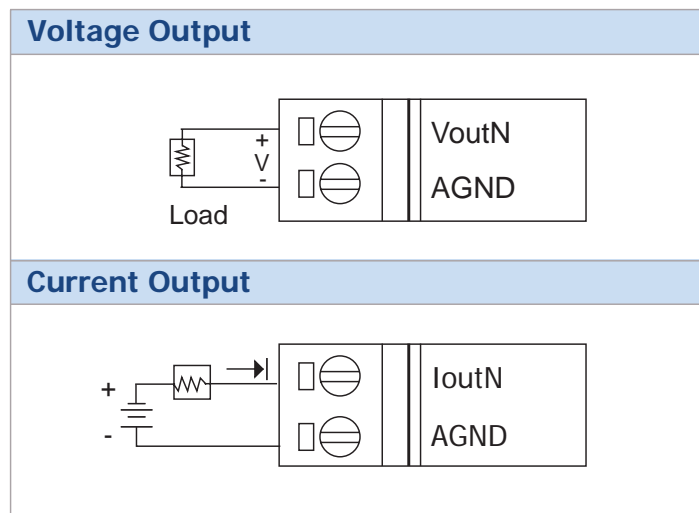 Voltage Output
+
V
-
Load
VoutN
AGND
Current Output
+
-
IoutN
AGND